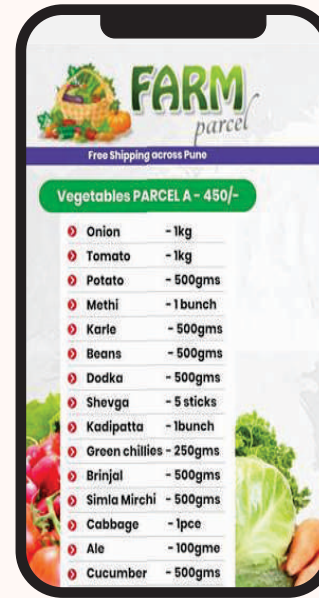 FARM
parcel
Free Shipping across Pune
Vegetables PARCEL A - 450/-
Onion - 1kg
Tomato - 1kg
Potato - 500gms
Methi - 1 bunch
Karle - 500gms
Beans - 500gms
Dodka - 500gms
Shevga - 5 sticks
Kadipatta - 1bunch
Green chillies - 250gms
Brinjal - 500gms
Simla Mirchi - 500gms
Cabbage - 1pce
Ale - 100gme
Cucumber - 500gms